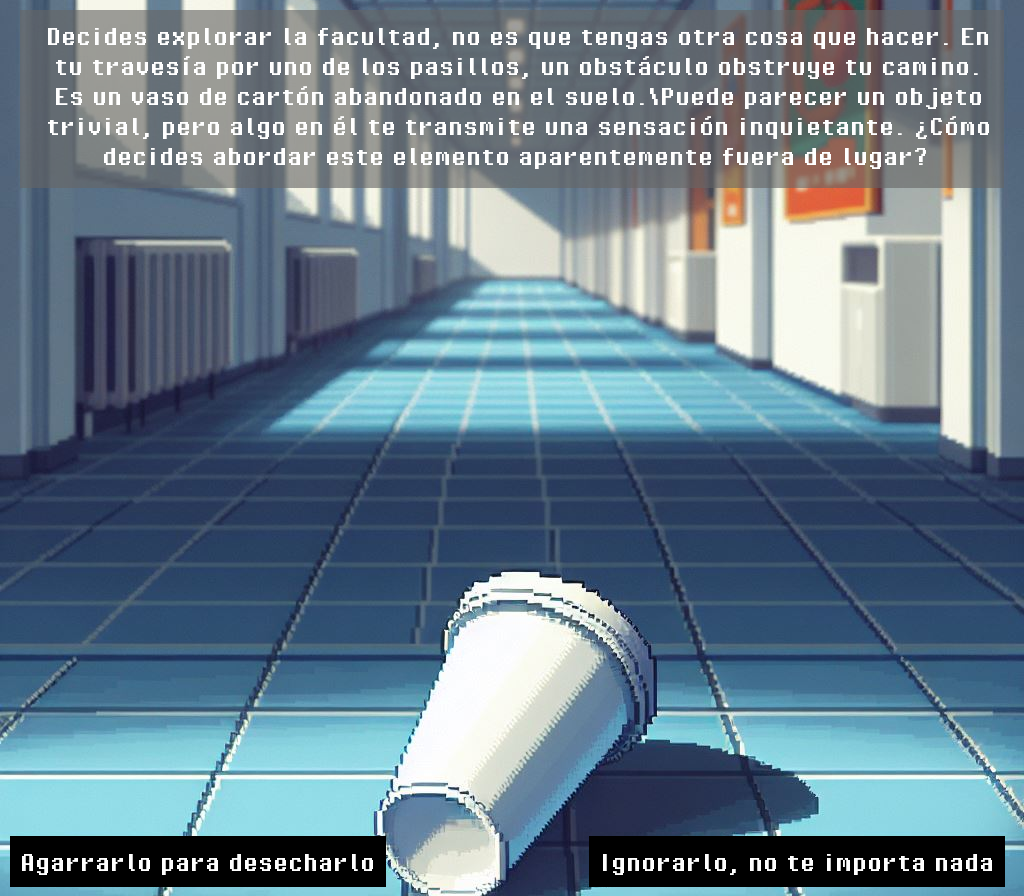 Decides explorar la facultad, no es que tengas otra cosa que hacer. En
tu travesía por uno de los pasillos, un obstáculo obstruye tu camino.
Es un vaso de cartón abandonado en el suelo.\Puede parecer un objeto
trivial, pero algo en él te transmite una sensación inquietante. ¿Cómo
decides abordar este elemento aparentemente fuera de lugar?
Agarrarlo para desecharlo
Ignorarlo, no te importa nada